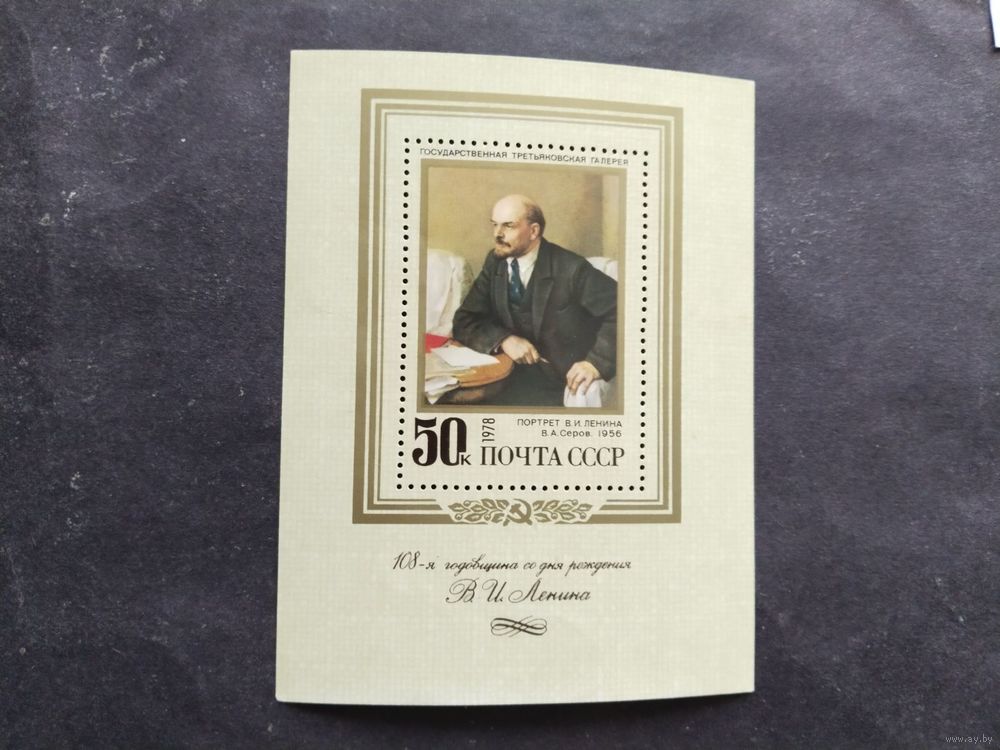 ГОСУДАРСТВЕННАЯ ТРЕТЬЯКОВСКАЯ ГАЛЕРЕЯ
ПОРТРЕТ В.И. ЛЕНИНА
В.А. Серов. 1956
50к 1978 ПОЧТА СССР
108-я годовщина со дня рождения
В. И. Ленина
www.ay.by